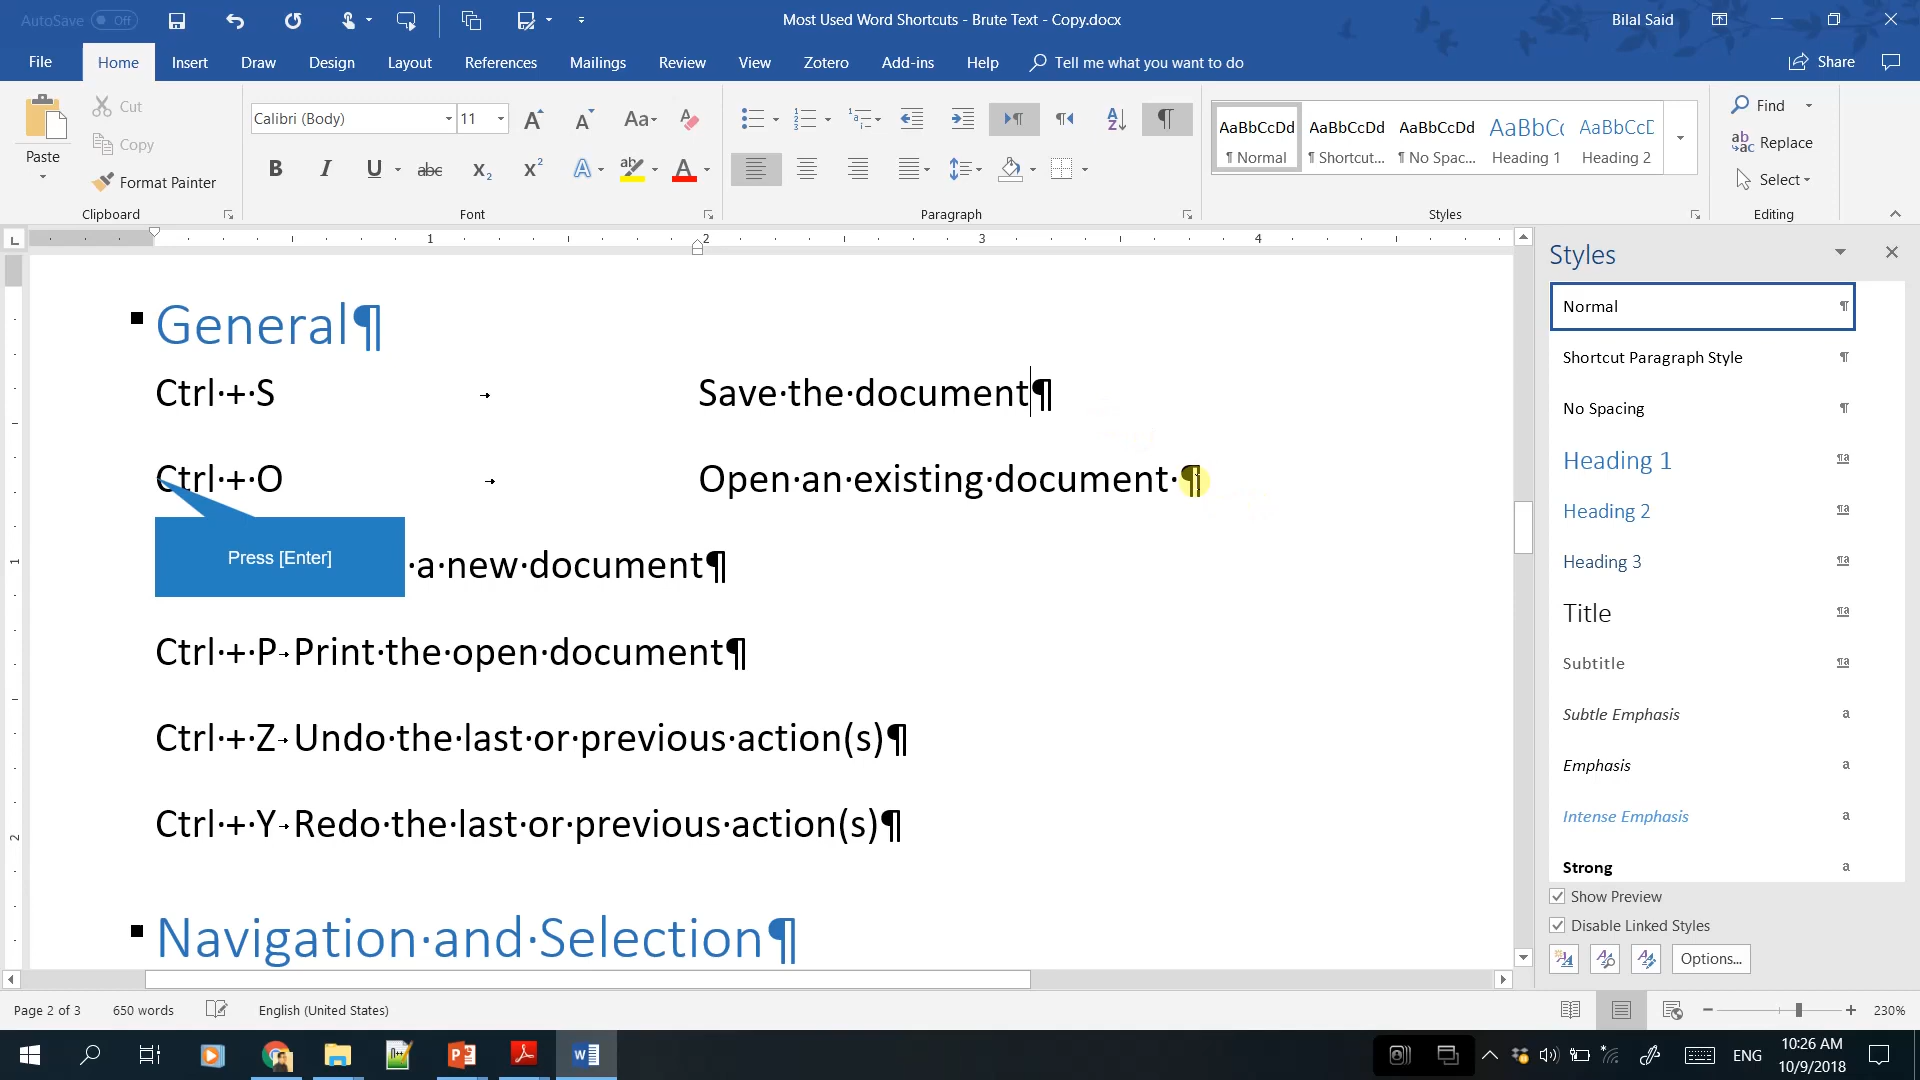 AutoSave Off
Most Used Word Shortcuts - Brute Text - Copy.docx
Bilal Said
File Home Insert Draw Design Layout References Mailings Review View Zotero Add-ins Help Tell me what you want to do
Share
Paste
Cut
Copy
Format Painter
Clipboard
Calibri (Body) 11
Font
Paragraph
AaBbCcDd AaBbCcDd AaBbCcDd AaBbCc AaBbCcD
¶ Normal ¶ Shortcut... ¶ No Spac... Heading 1 Heading 2
Styles
Find
Replace
Select
Editing
1 2 3 4
General¶
Ctrl·+·S → Save·the·document¶
Ctrl·+·O → Open·an·existing·document·¶
Press [Enter]
·a·new·document¶
Ctrl·+·P→Print·the·open·document¶
Ctrl·+·Z→Undo·the·last·or·previous·action(s)¶
Ctrl·+·Y→Redo·the·last·or·previous·action(s)¶
Navigation·and·Selection¶
Styles
Normal ¶
Shortcut Paragraph Style ¶
No Spacing ¶
Heading 1 ¶a
Heading 2 ¶a
Heading 3 ¶a
Title ¶a
Subtitle ¶a
Subtle Emphasis a
Emphasis a
Intense Emphasis a
Strong a
Show Preview
Disable Linked Styles
Options...
Page 2 of 3 650 words English (United States)
230%
ENG
10:26 AM
10/9/2018